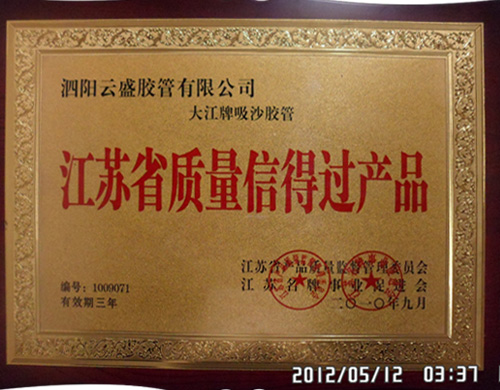 泗阳云盛胶管有限公司
大江牌吸沙胶管
江苏省质量信得过产品
江苏省产品质量监督管理委员会
江苏名牌事业促进会
编号:1009071
有效期三年
二〇一〇年九月
2012/05/12 03:37